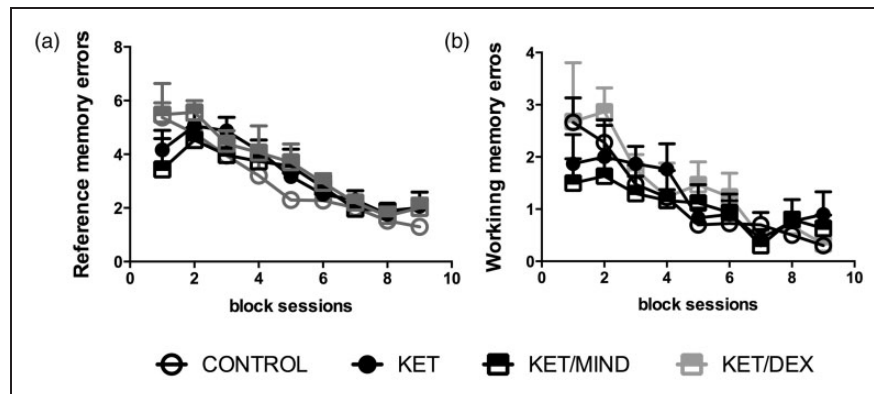 (a)
Reference memory errors
8
6
4
2
0
0 2 4 6 8 10
block sessions
(b)
Workinng memory erros
4
3
2
1
0
0 2 4 6 8 10
block sessions
CONTROL KET KET/MIND KET/DEX